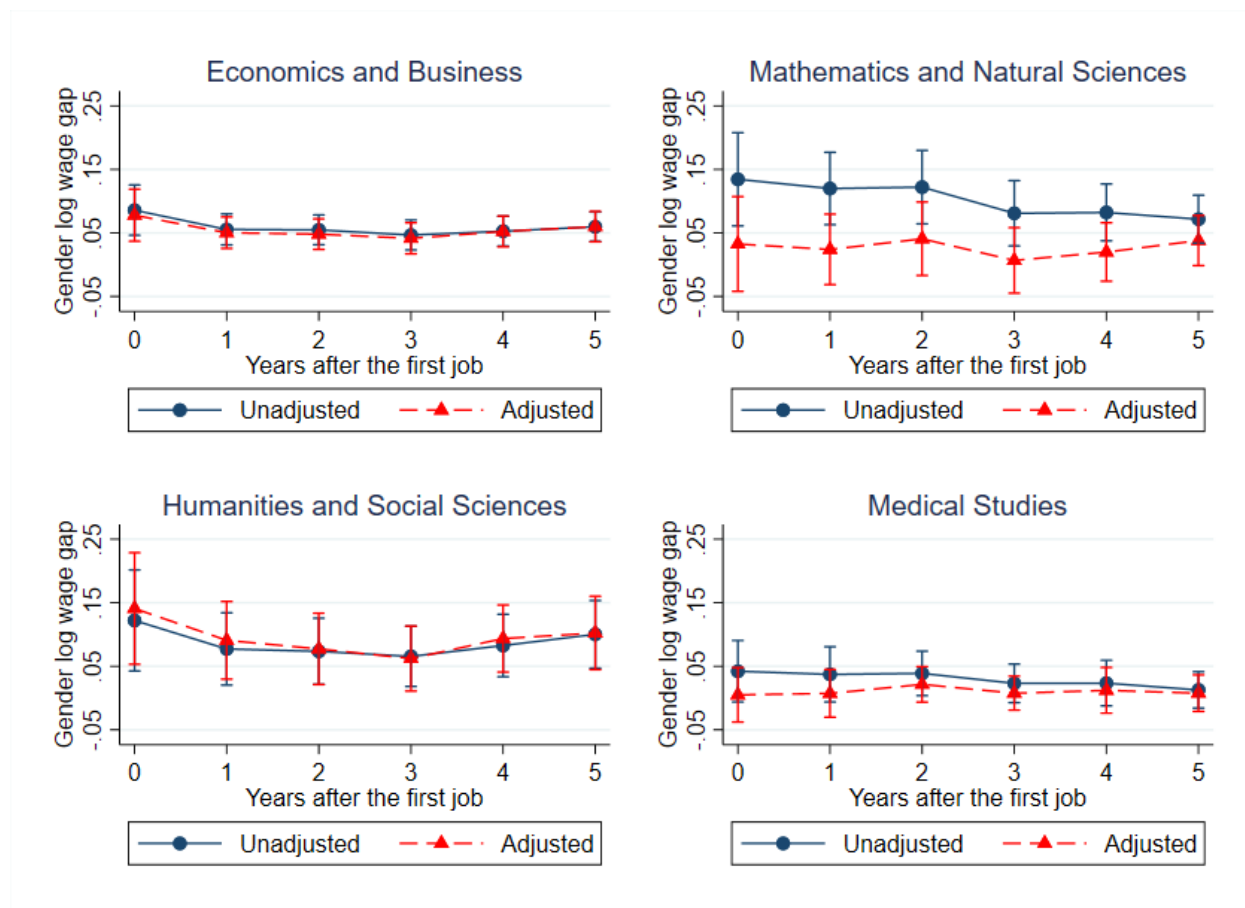 Economics and Business
Gender log wage gap
.25
.15
.05
-.05
0 1 2 3 4 5
Years after the first job
Unadjusted Adjusted
Mathematics and Natural Sciences
Gender log wage gap
.25
.15
.05
-.05
0 1 2 3 4 5
Years after the first job
Unadjusted Adjusted
Humanities and Social Sciences
Gender log wage gap
.25
.15
.05
-.05
0 1 2 3 4 5
Years after the first job
Unadjusted Adjusted
Medical Studies
Gender log wage gap
.25
.15
.05
-.05
0 1 2 3 4 5
Years after the first job
Unadjusted Adjusted